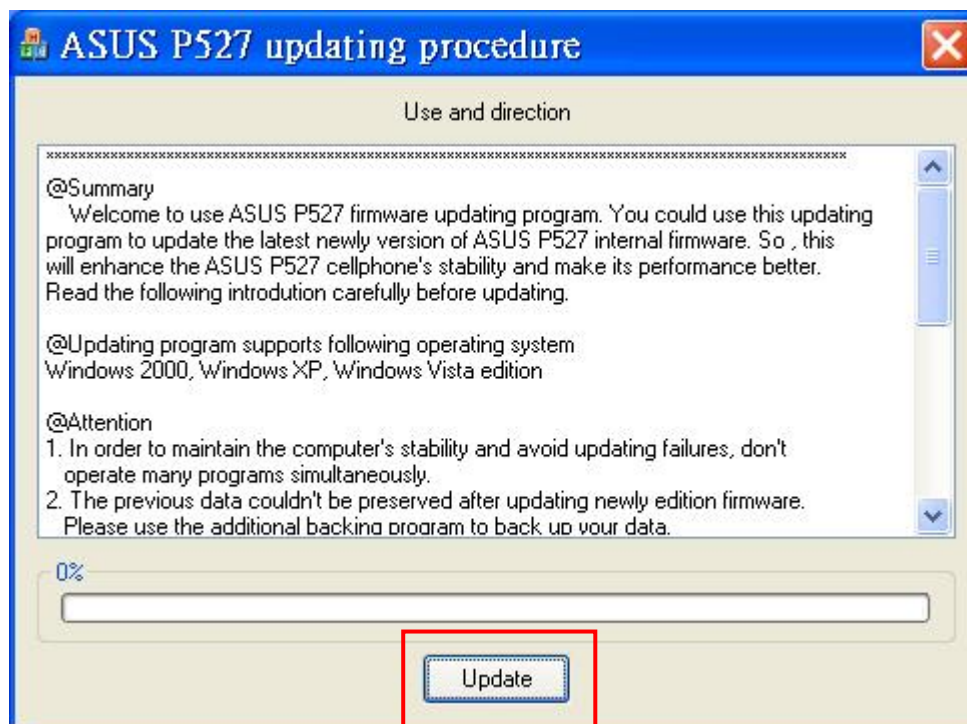 ASUS P527 updating procedure
Use and direction
****************************************************************************************************
@Summary
Welcome to use ASUS P527 firmware updating program. You could use this updating
program to update the latest newly version of ASUS P527 internal firmware. So , this
will enhance the ASUS P527 cellphone's stability and make its performance better.
Read the following introdution carefully before updating.
@Updating program supports following operating system
Windows 2000, Windows XP, Windows Vista edition
@Attention
1. In order to maintain the computer's stability and avoid updating failures, don't
operate many programs simultaneously.
2. The previous data couldn't be preserved after updating newly edition firmware.
Please use the additional backing program to back up your data.
0%
Update